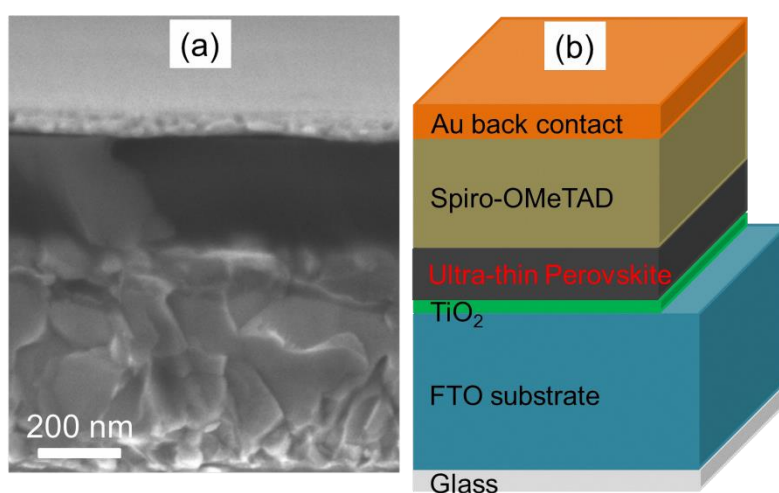 (a)
200 nm
(b)
Au back contact
Spiro-OMeTAD
Ultra-thin Perovskite
TiO₂
FTO substrate
Glass